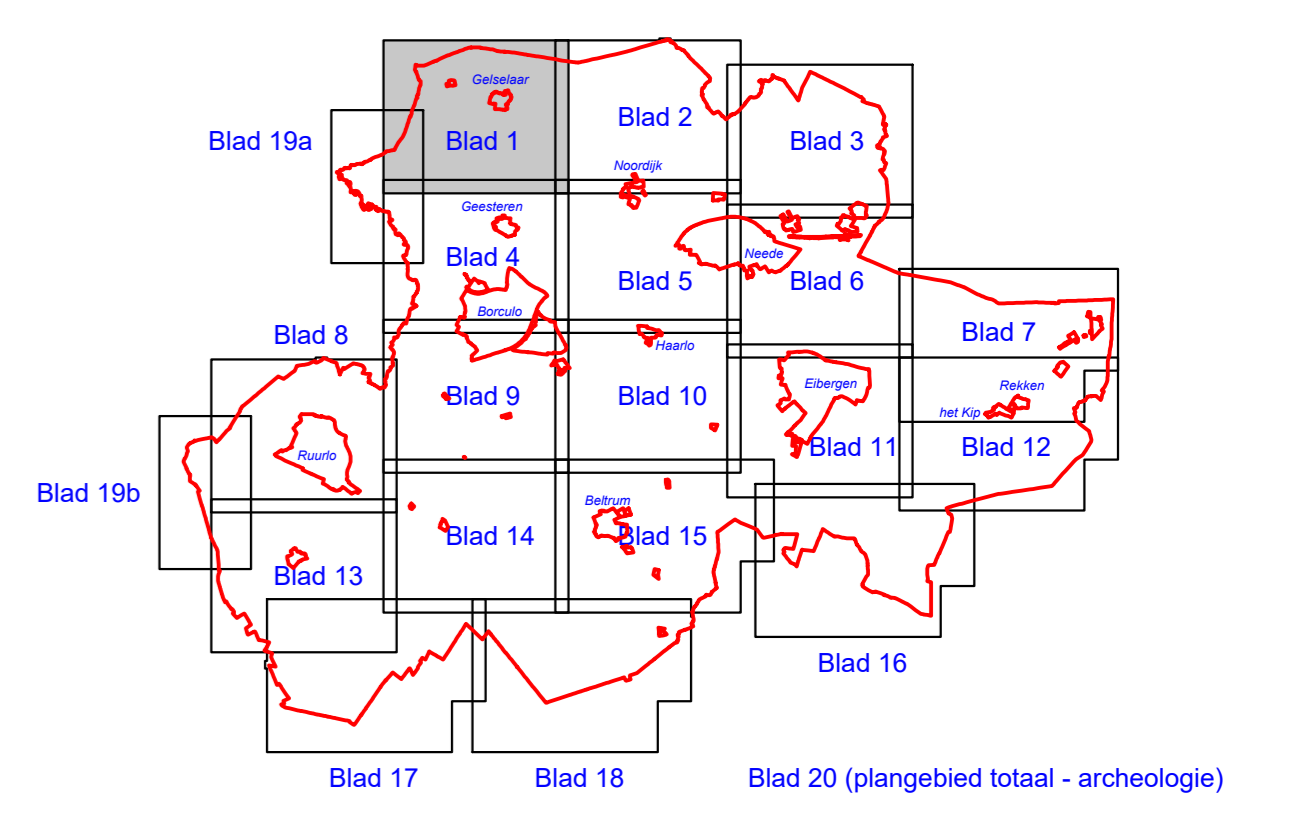 Gelselaar
Blad 2
Blad 19a
Blad 1
Blad 3
Noordijk
Geesteren
Blad 4
Neede
Blad 5
Blad 6
Borculo
Blad 8
Blad 7
Haarlo
Eibergen
Rekken
Blad 9
Blad 10
het Kip
Blad 11
Blad 12
Ruurlo
Blad 19b
Beltrum
Blad 14
Blad 15
Blad 13
Blad 16
Blad 17
Blad 18
Blad 20 (plangebied totaal - archeologie)